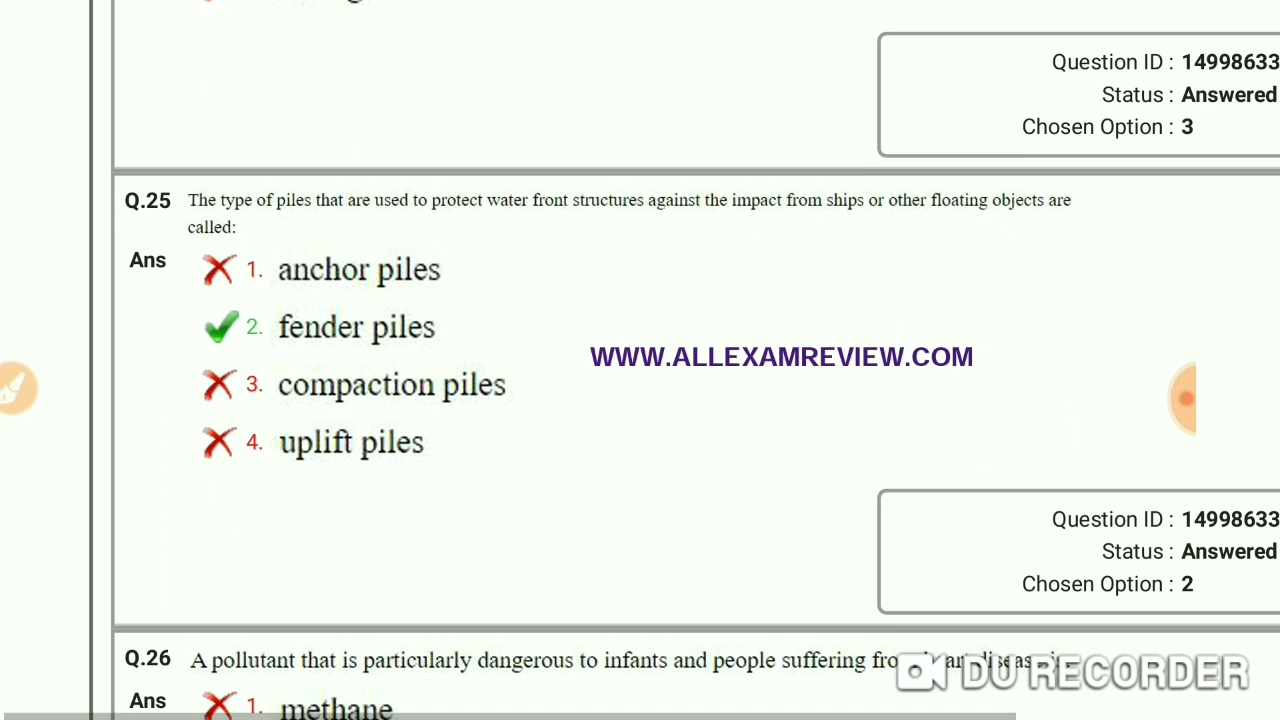 Question ID : 14998633
Status : Answered
Chosen Option : 3
Q.25 The type of piles that are used to protect water front structures against the impact from ships or other floating objects are
called:
Ans
1. anchor piles
2. fender piles
WWW.ALLEXAMREVIEW.COM
3. compaction piles
4. uplift piles
Question ID : 14998633
Status : Answered
Chosen Option : 2
Q.26 A pollutant that is particularly dangerous to infants and people suffering
DU RECORDER
Ans
1. methane